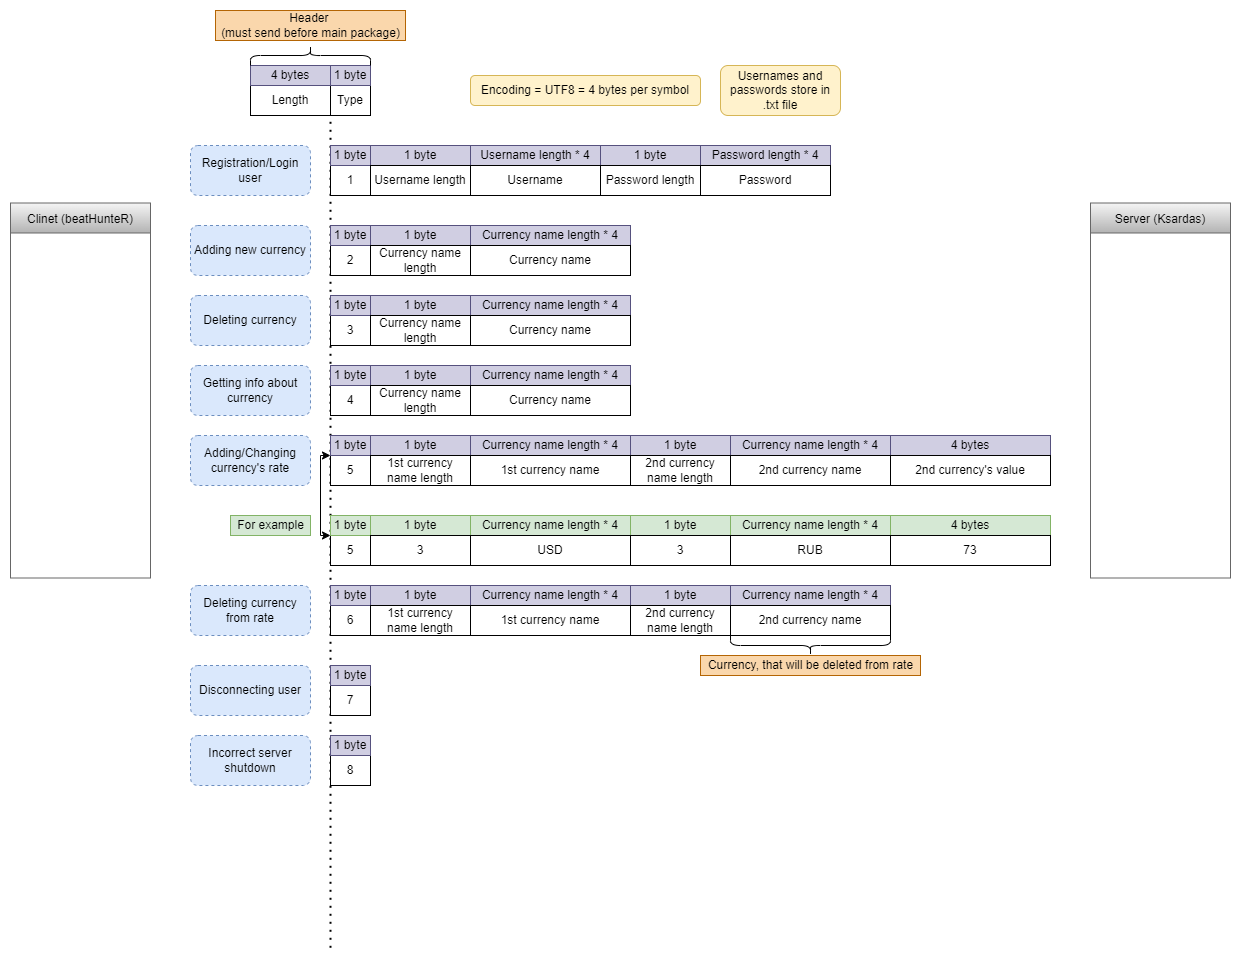 Header
(must send before main package)
4 bytes 1 byte
Length Type
Encoding = UTF8 = 4 bytes per symbol
Usernames and
passwords store in
.txt file
Registration/Login
user
1 byte 1 byte Username length * 4 1 byte Password length * 4
1 Username length Username Password length Password
Clinet (beatHunteR)
Server (Ksardas)
Adding new currency
1 byte 1 byte Currency name length * 4
2 Currency name
length Currency name
Deleting currency
1 byte 1 byte Currency name length * 4
3 Currency name
length Currency name
Getting info about
currency
1 byte 1 byte Currency name length * 4
4 Currency name
length Currency name
Adding/Changing
currency's rate
1 byte 1 byte Currency name length * 4 1 byte Currency name length * 4 4 bytes
5 1st currency
name length 1st currency name 2nd currency
name length 2nd currency name 2nd currency's value
For example
1 byte 1 byte Currency name length * 4 1 byte Currency name length * 4 4 bytes
5 3 USD 3 RUB 73
Deleting currency
from rate
1 byte 1 byte Currency name length * 4 1 byte Currency name length * 4
6 1st currency
name length 1st currency name 2nd currency
name length 2nd currency name
Currency, that will be deleted from rate
Disconnecting user
1 byte
7
Incorrect server
shutdown
1 byte
8